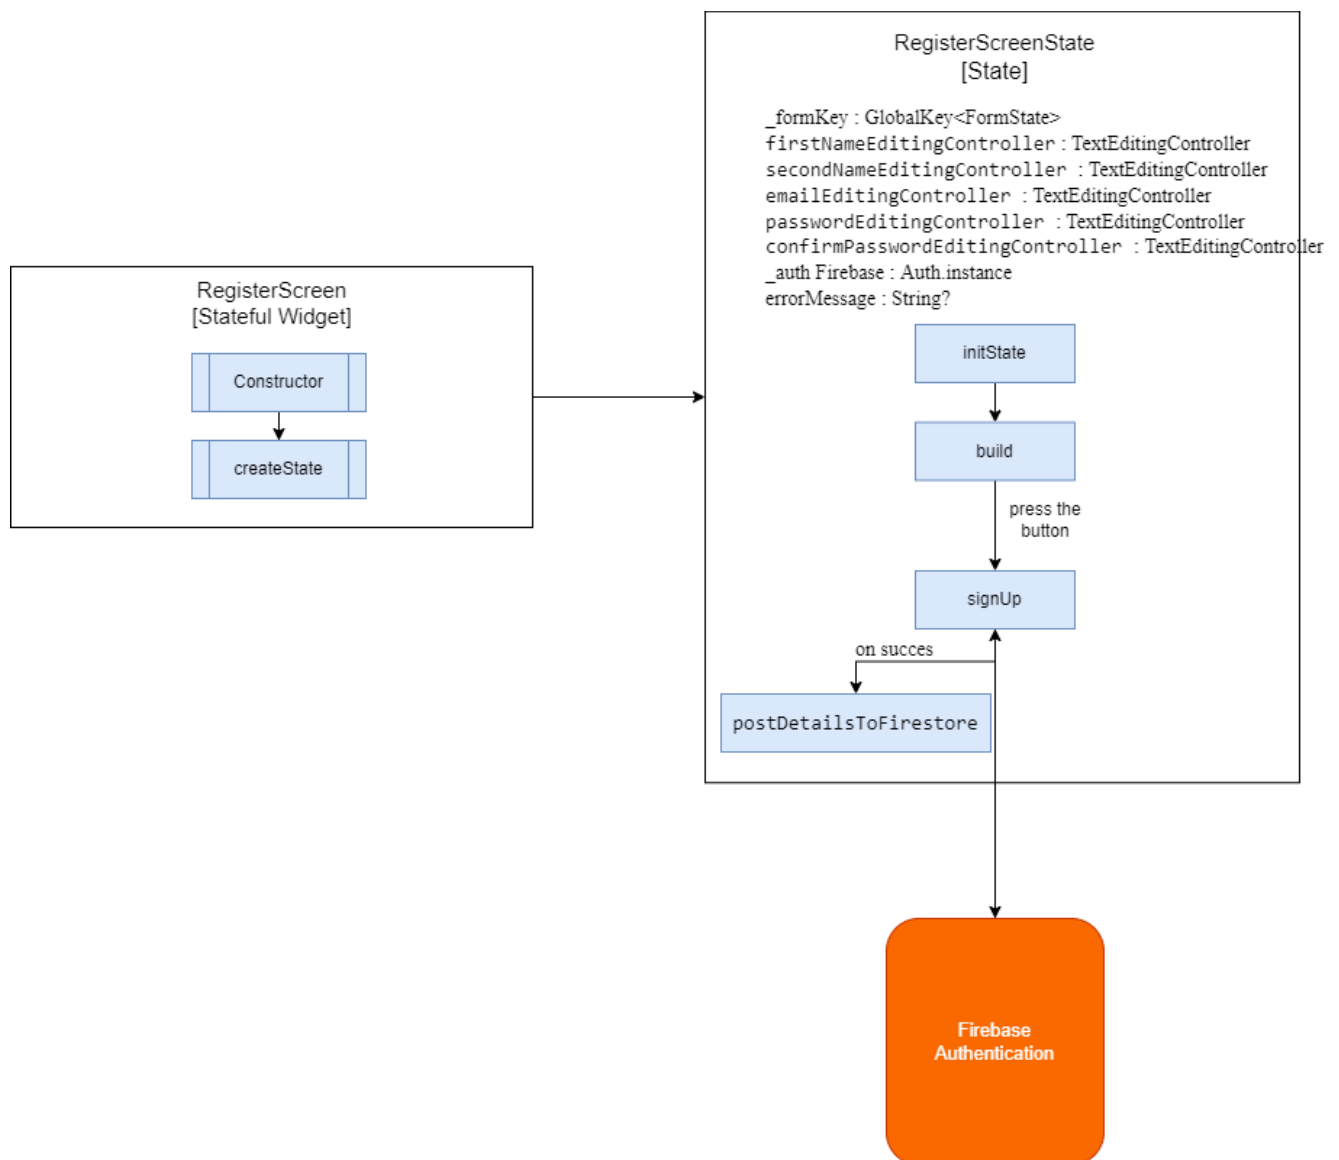 RegisterScreenState
[State]
_formKey : GlobalKey<FormState>
firstNameEditingController : TextEditingController
secondNameEditingController : TextEditingController
emailEditingController : TextEditingController
passwordEditingController : TextEditingController
confirmPasswordEditingController : TextEditingController
_auth Firebase : Auth.instance
errorMessage : String?
RegisterScreen
[Stateful Widget]
Constructor
createState
initState
build
press the
button
signUp
on succes
postDetailsToFirestore
Firebase
Authentication